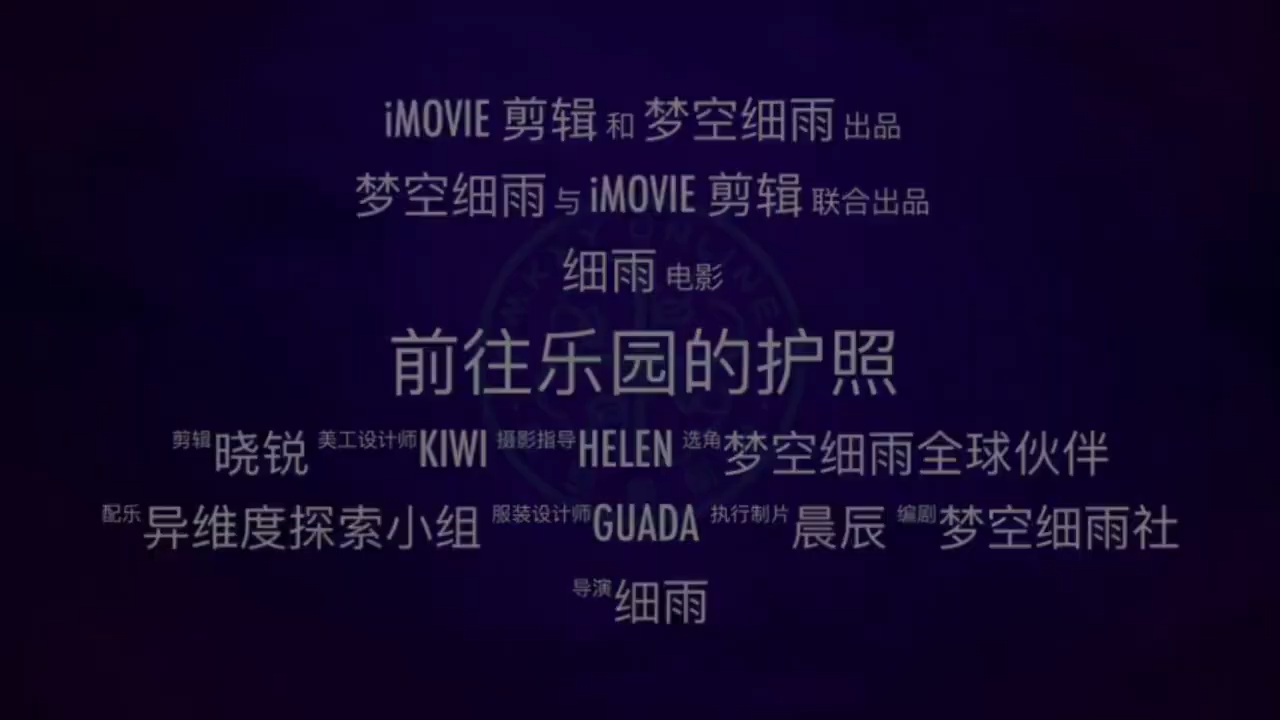 iMOVIE 剪辑 和 梦空细雨 出品
梦空细雨 与 iMOVIE 剪辑 联合出品
细雨 电影
前往乐园的护照
剪辑 晓锐 美工设计师 KIWI 摄影指导 HELEN 选角 梦空细雨全球伙伴
配乐 异维度探索小组 服装设计师 GUADA 执行制片 晨辰 编剧 梦空细雨社
导演 细雨